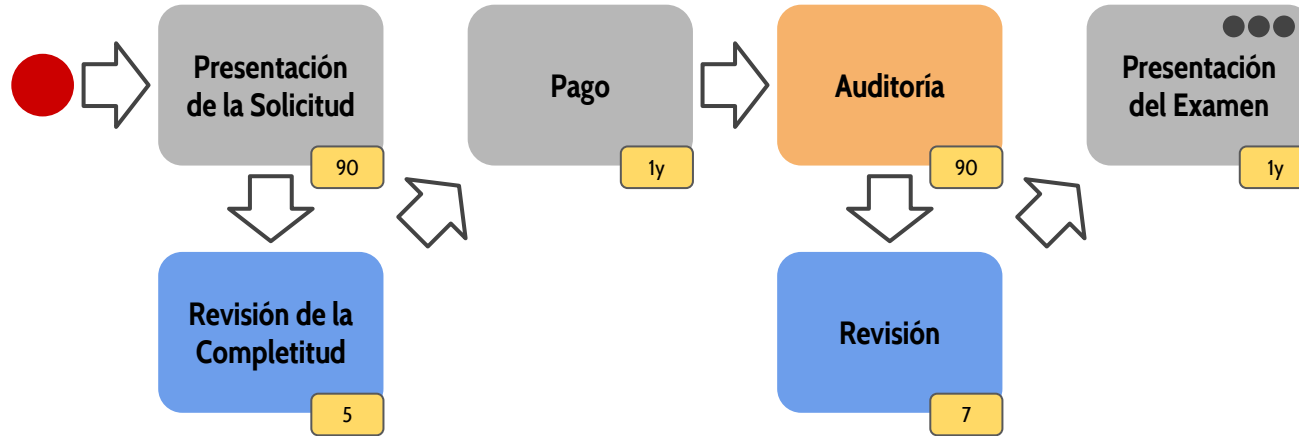 Presentación
de la Solicitud
90
Revisión de la
Completitud
5
Pago
1y
Auditoría
90
Revisión
7
Presentación
del Examen
1y